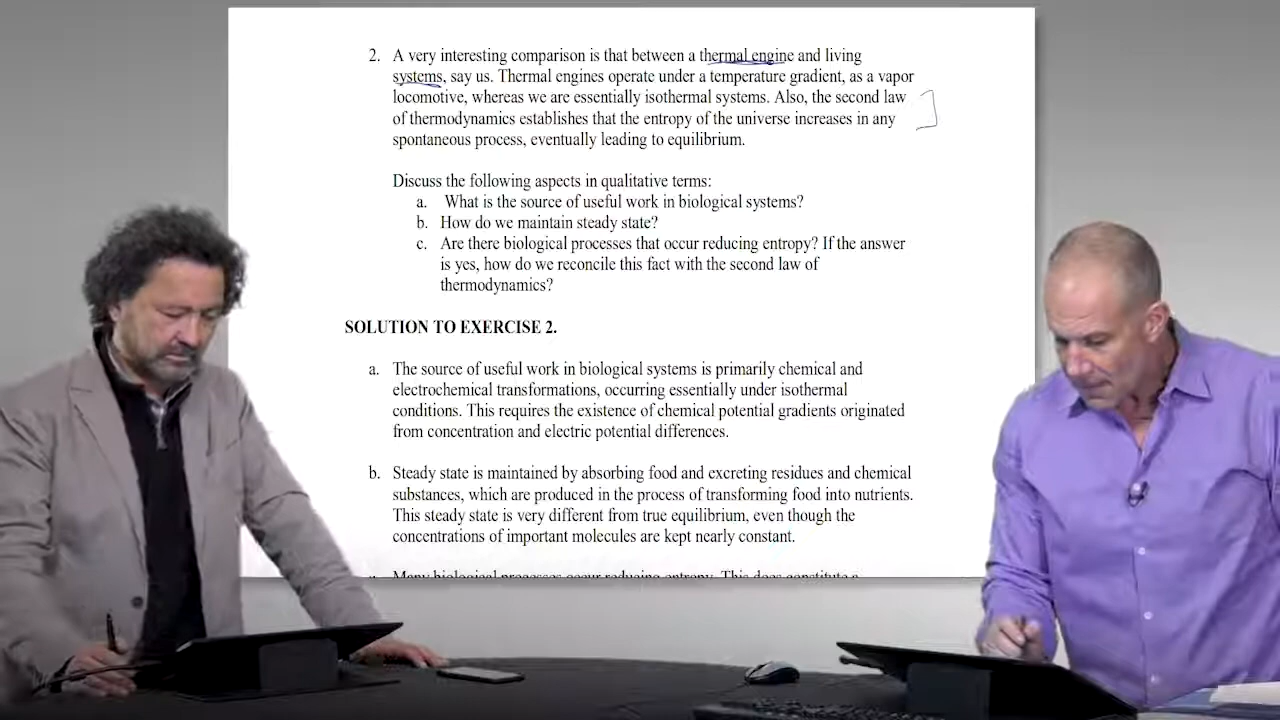 2. A very interesting comparison is that between a thermal engine and living
systems, say us. Thermal engines operate under a temperature gradient, as a vapor
locomotive, whereas we are essentially isothermal systems. Also, the second law
of thermodynamics establishes that the entropy of the universe increases in any
spontaneous process, eventually leading to equilibrium.
Discuss the following aspects in qualitative terms:
a. What is the source of useful work in biological systems?
b. How do we maintain steady state?
c. Are there biological processes that occur reducing entropy? If the answer
is yes, how do we reconcile this fact with the second law of
thermodynamics?
SOLUTION TO EXERCISE 2.
a. The source of useful work in biological systems is primarily chemical and
electrochemical transformations, occurring essentially under isothermal
conditions. This requires the existence of chemical potential gradients originated
from concentration and electric potential differences.
b. Steady state is maintained by absorbing food and excreting residues and chemical
substances, which are produced in the process of transforming food into nutrients.
This steady state is very different from true equilibrium, even though the
concentrations of important molecules are kept nearly constant.
Many biological processes occur reducing entropy. This does constitute a